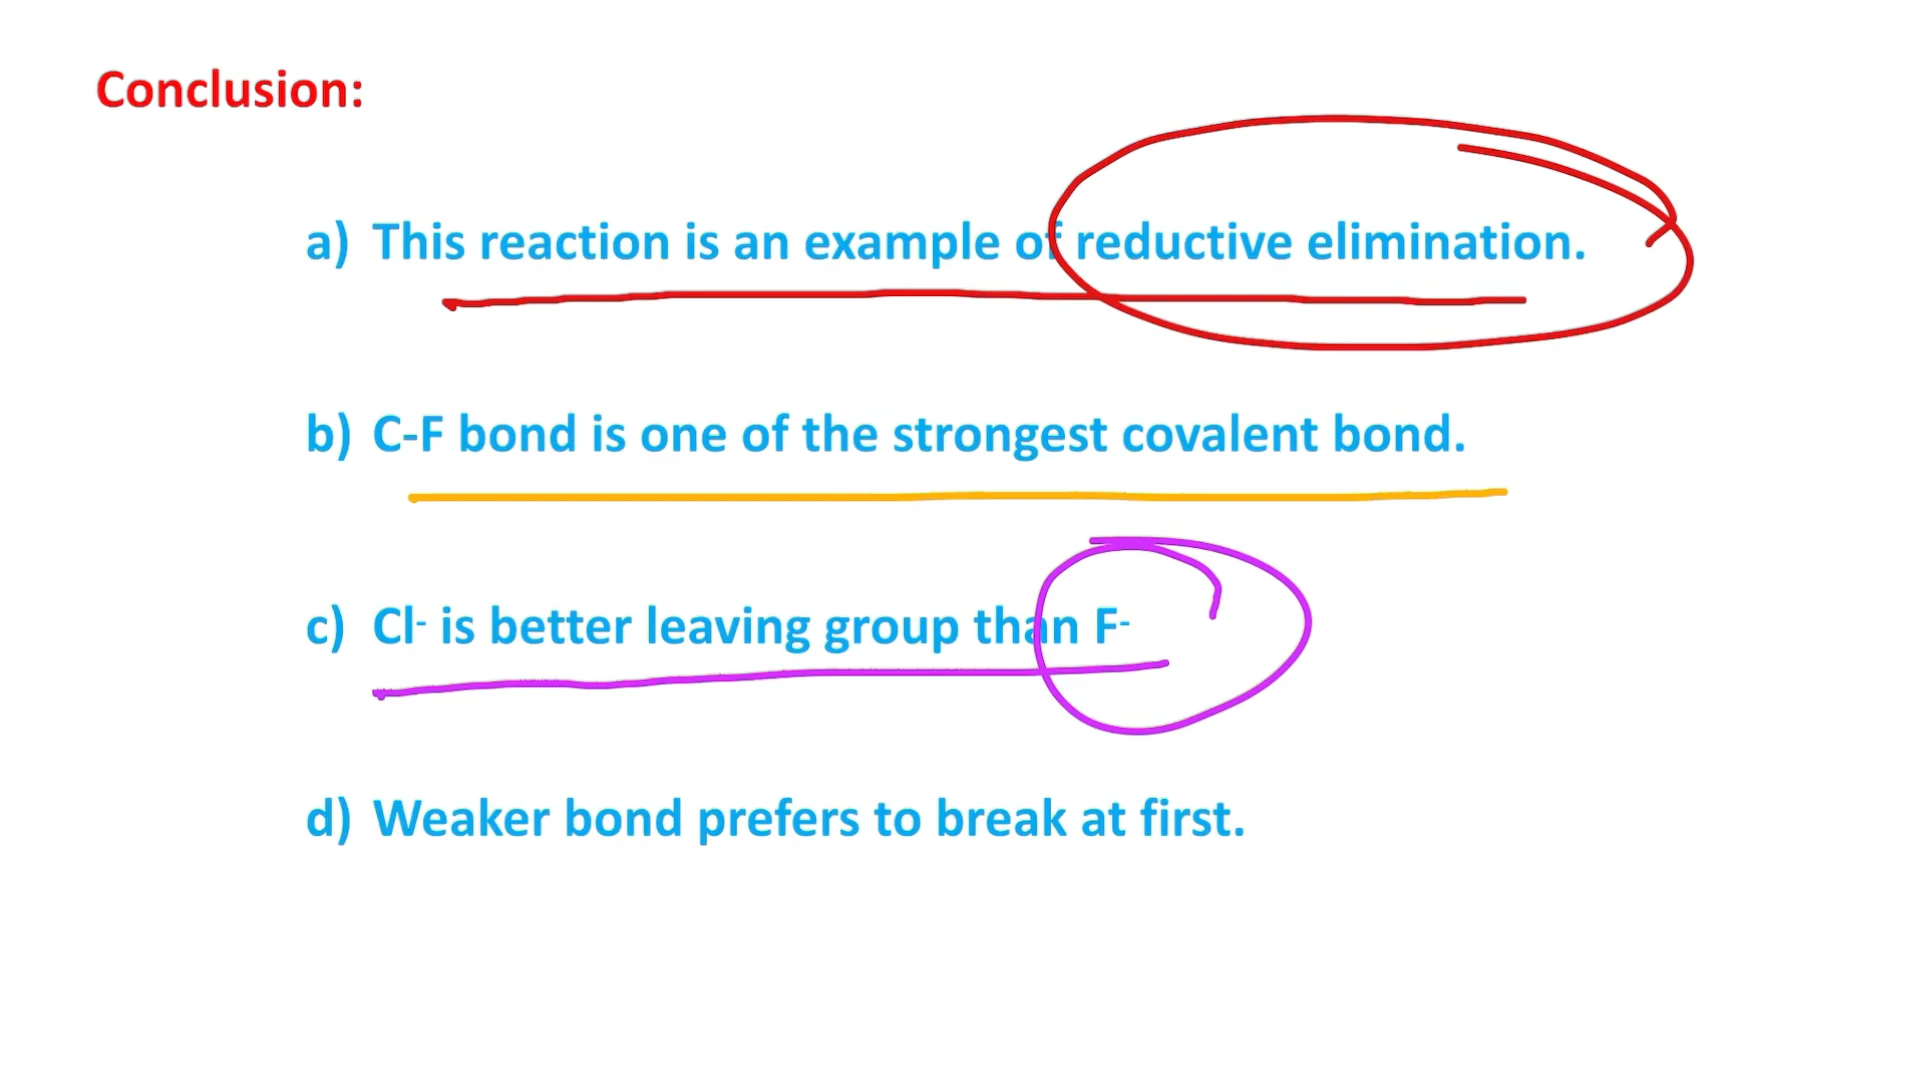 Conclusion:
a) This reaction is an example of reductive elimination.
b) C-F bond is one of the strongest covalent bond.
c) Cl⁻ is better leaving group than F⁻
d) Weaker bond prefers to break at first.